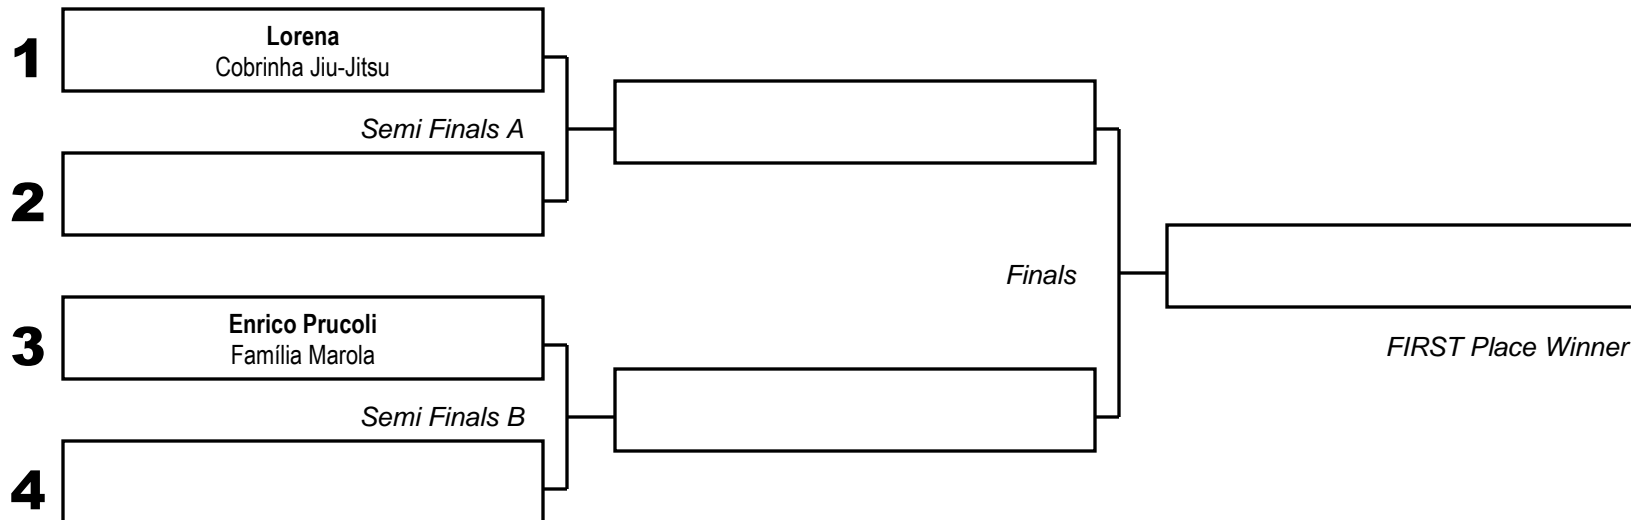 1
Lorena
Cobrinha Jiu-Jitsu
Semi Finals A
2
Finals
3
Enrico Prucoli
Família Marola
FIRST Place Winner
Semi Finals B
4